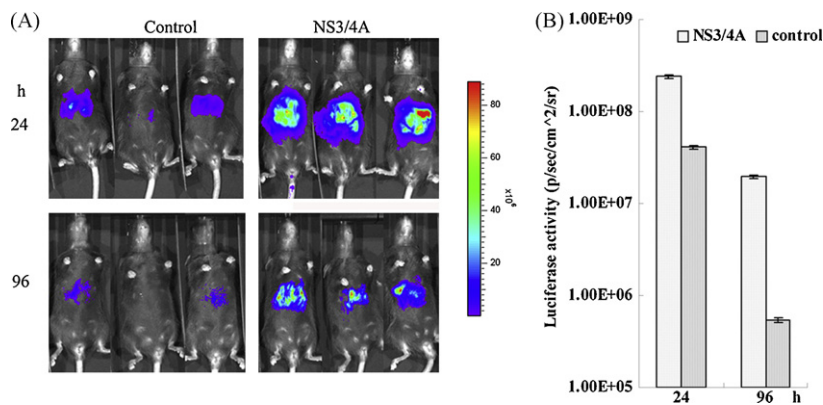 (A)
Control
NS3/4A
h
24
96
80
60
40
20
x10^6
(B)
NS3/4A
control
Luciferase activity (p/sec/cm^2/sr)
1.00E+09
1.00E+08
1.00E+07
1.00E+06
1.00E+05
24
96
h